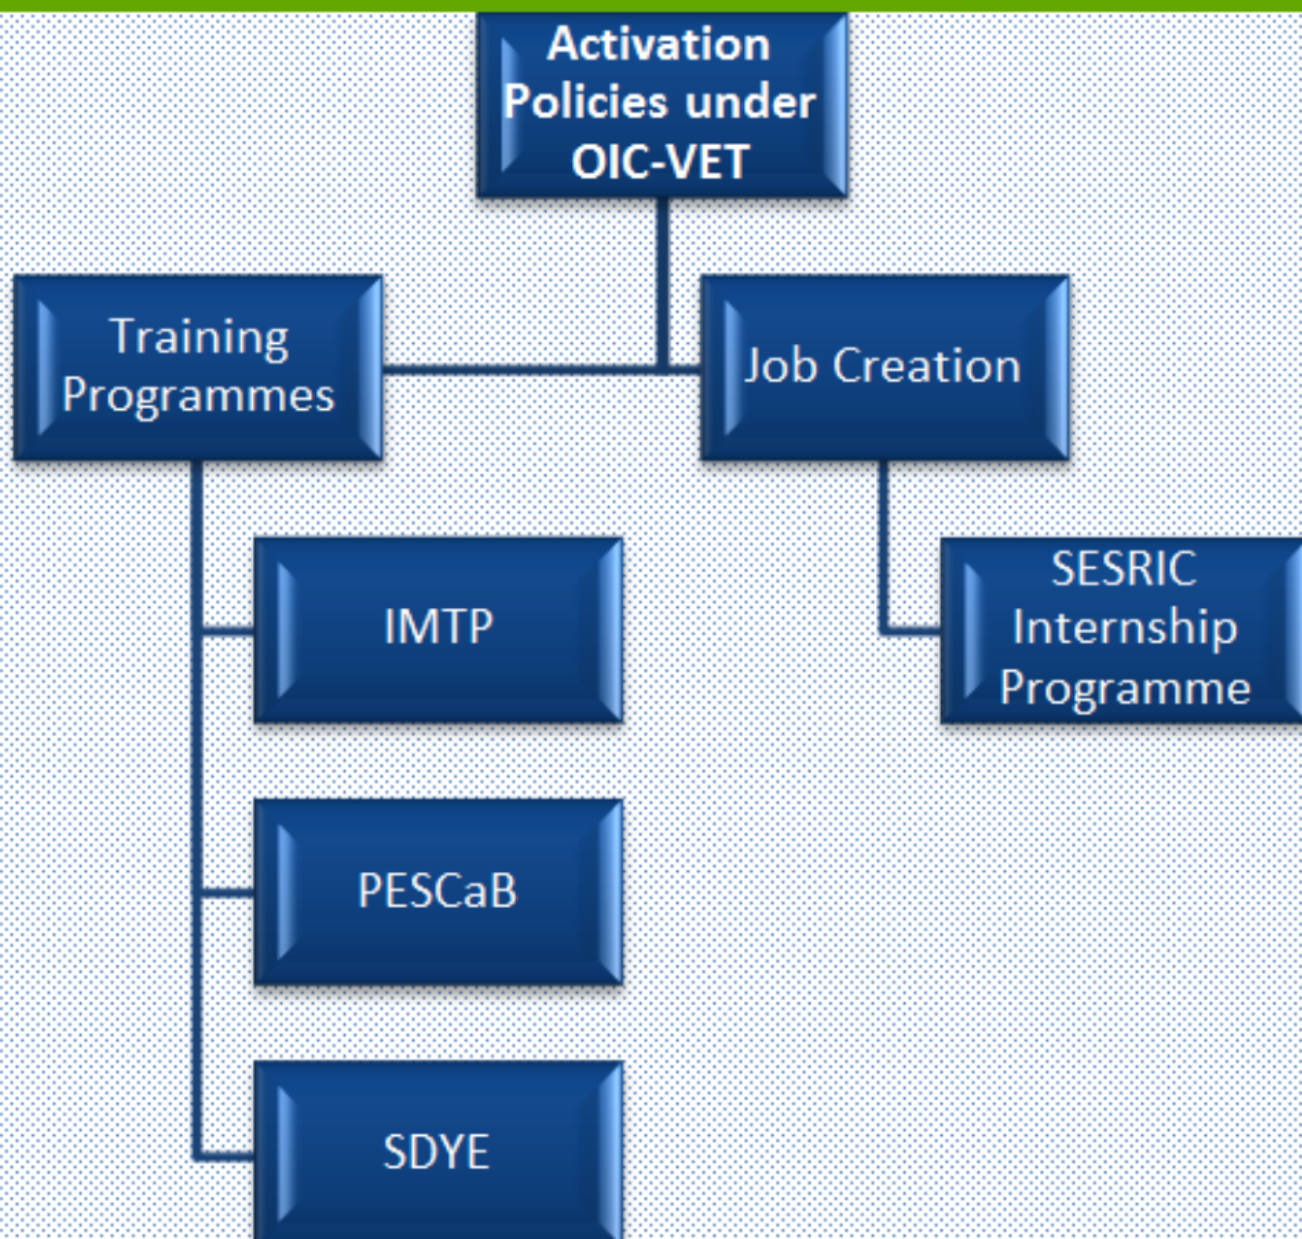 Activation
Policies under
OIC-VET
Training
Programmes
Job Creation
IMTP
SESRIC
Internship
Programme
PESCaB
SDYE